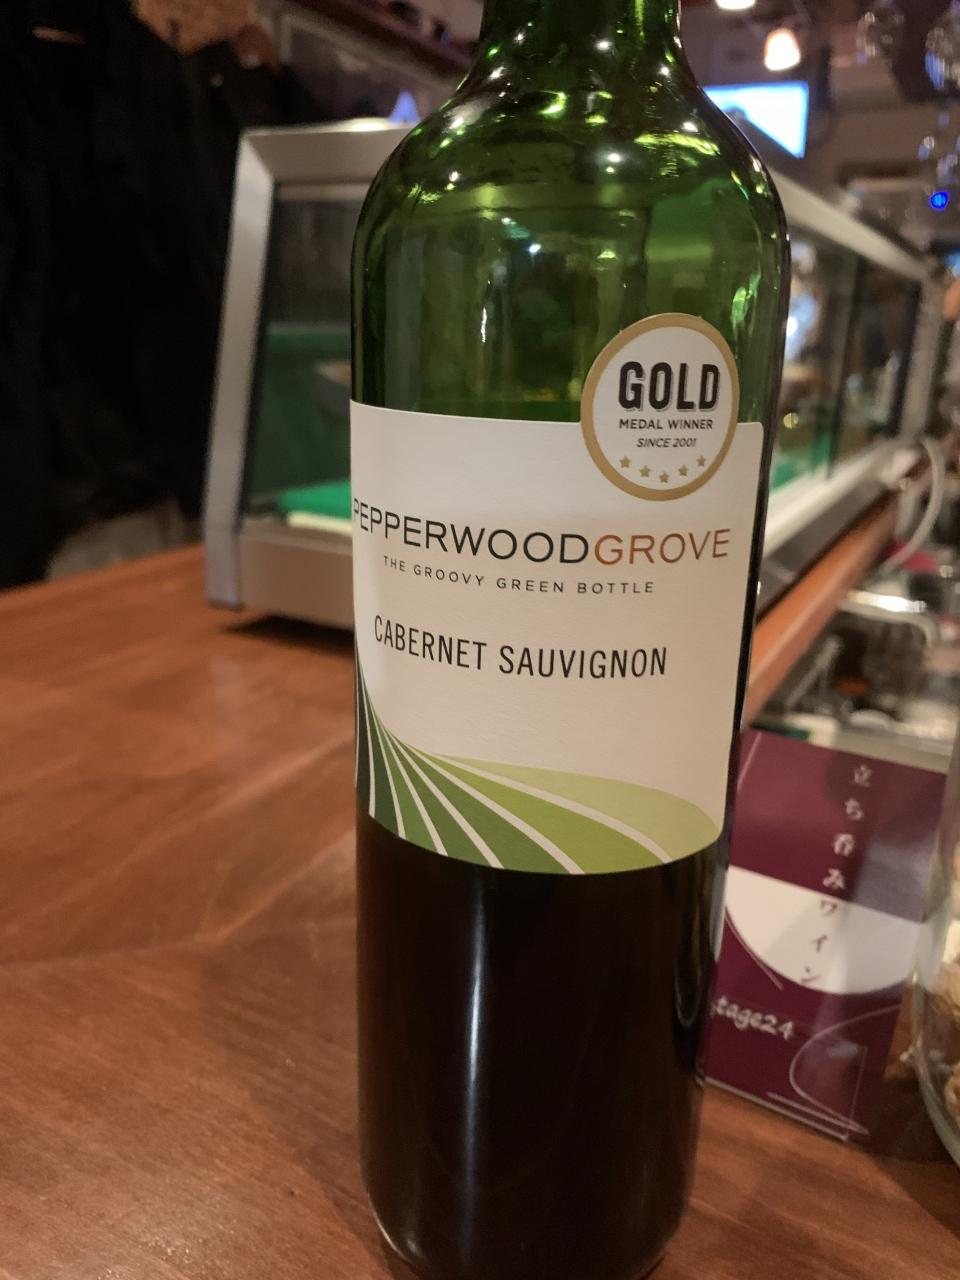 GOLD
MEDAL WINNER
SINCE 2001
PEPPERWOODGROVE
THE GROOVY GREEN BOTTLE
CABERNET SAUVIGNON
立ち呑みワイン
tage24